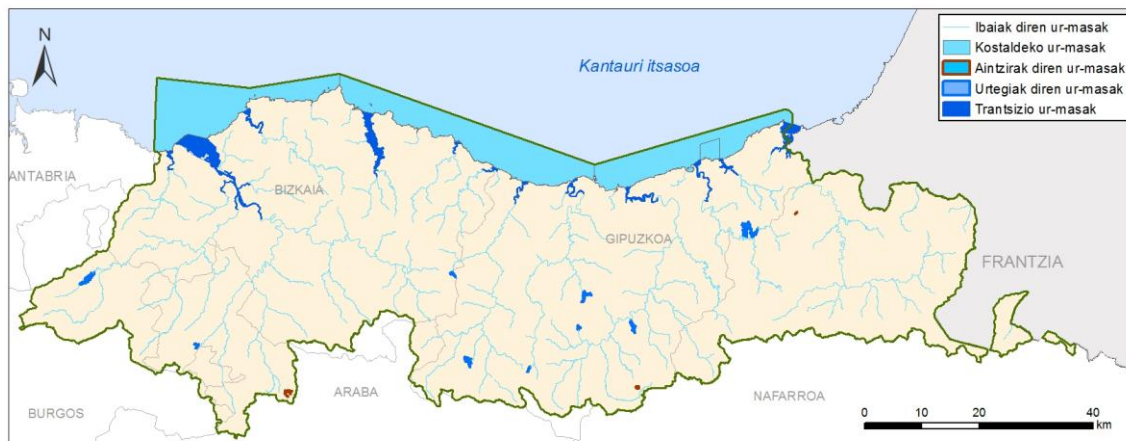 N
Kantauri itsasoa
Ibaiak diren ur-masak
Kostaldeko ur-masak
Aintzirak diren ur-masak
Urtegiak diren ur-masak
Trantsizio ur-masak
ANTABRIA
BIZKAIA
GIPUZKOA
FRANTZIA
ARABA
NAFARROA
BURGOS
0 10 20 40
km